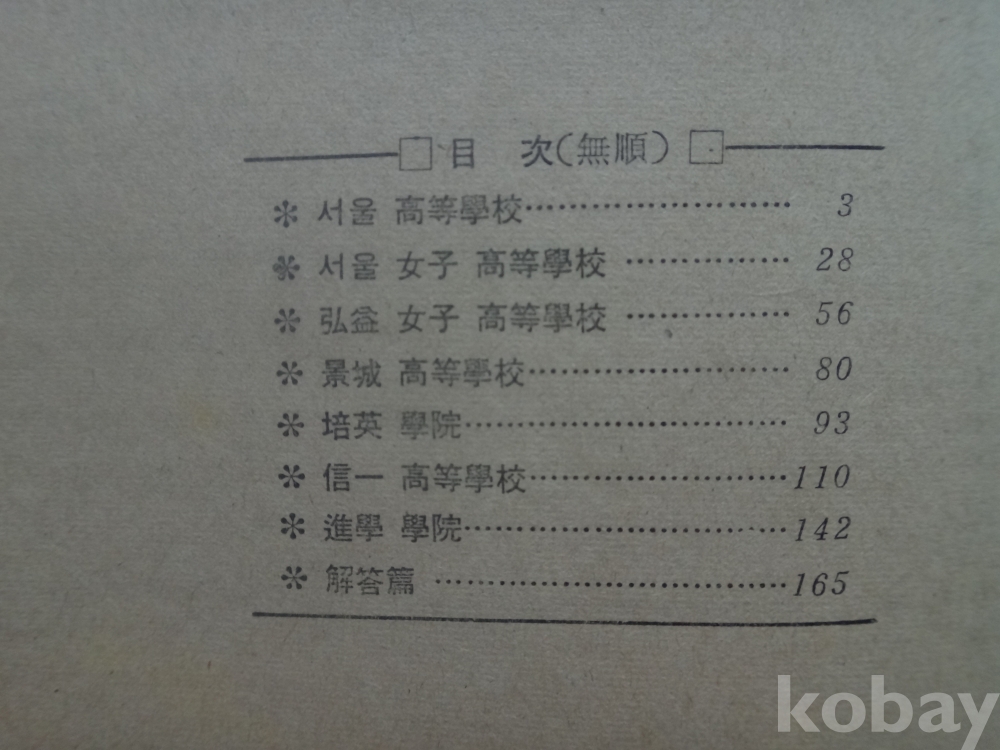 □ 目 次(無順) □
✻ 서울 高等學校…………………… 3
✻ 서울 女子 高等學校 …………… 28
✻ 弘益 女子 高等學校 …………… 56
✻ 景城 高等學校…………………… 80
✻ 培英 學院………………………… 93
✻ 信一 高等學校……………………110
✻ 進學 學院…………………………142
✻ 解答篇 ……………………………165
kobay